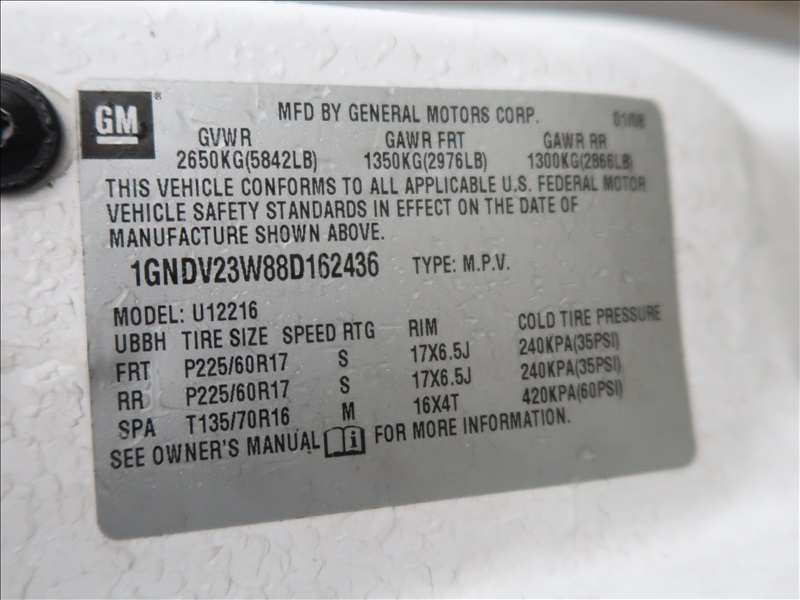 GM ® MFD BY GENERAL MOTORS CORP. 01/08
GVWR GAWR FRT GAWR RR
2650KG(5842LB) 1350KG(2976LB) 1300KG(2866LB)
THIS VEHICLE CONFORMS TO ALL APPLICABLE U.S. FEDERAL MOTOR
VEHICLE SAFETY STANDARDS IN EFFECT ON THE DATE OF
MANUFACTURE SHOWN ABOVE.
1GNDV23W88D162436 TYPE: M.P.V.
MODEL: U12216
UBBH TIRE SIZE SPEED RTG RIM COLD TIRE PRESSURE
FRT P225/60R17 S 17X6.5J 240KPA(35PSI)
RR P225/60R17 S 17X6.5J 240KPA(35PSI)
SPA T135/70R16 M 16X4T 420KPA(60PSI)
SEE OWNER'S MANUAL FOR MORE INFORMATION.